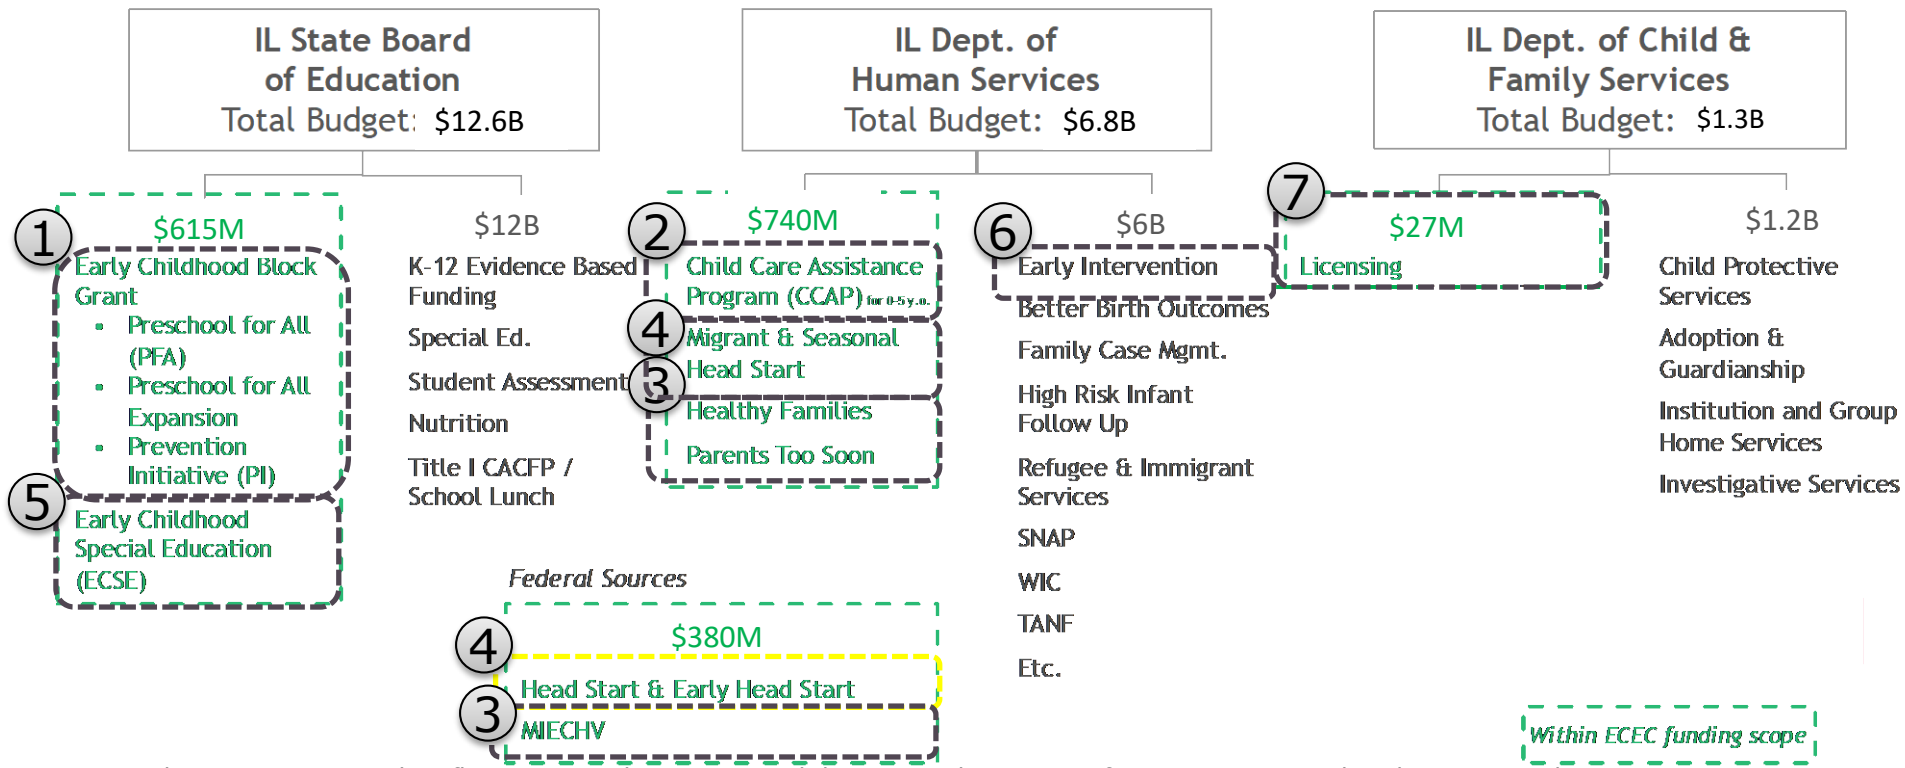 IL State Board
of Education
Total Budget: $12.6B
IL Dept. of
Human Services
Total Budget: $6.8B
IL Dept. of Child &
Family Services
Total Budget: $1.3B
1
$615M
Early Childhood Block
Grant
▪ Preschool for All
(PFA)
▪ Preschool for All
Expansion
▪ Prevention
Initiative (PI)
5
Early Childhood
Special Education
(ECSE)
$12B
K-12 Evidence Based
Funding
Special Ed.
Student Assessment
Nutrition
Title I CACFP /
School Lunch
2
$740M
Child Care Assistance
Program (CCAP) for 0-5 y.o.
4
Migrant & Seasonal
Head Start
3
Healthy Families
Parents Too Soon
6
$6B
Early Intervention
Better Birth Outcomes
Family Case Mgmt.
High Risk Infant
Follow Up
Refugee & Immigrant
Services
SNAP
WIC
TANF
Etc.
7
$27M
Licensing
$1.2B
Child Protective
Services
Adoption &
Guardianship
Institution and Group
Home Services
Investigative Services
Federal Sources
$380M
4
Head Start & Early Head Start
3
MIECHV
Within ECEC funding scope